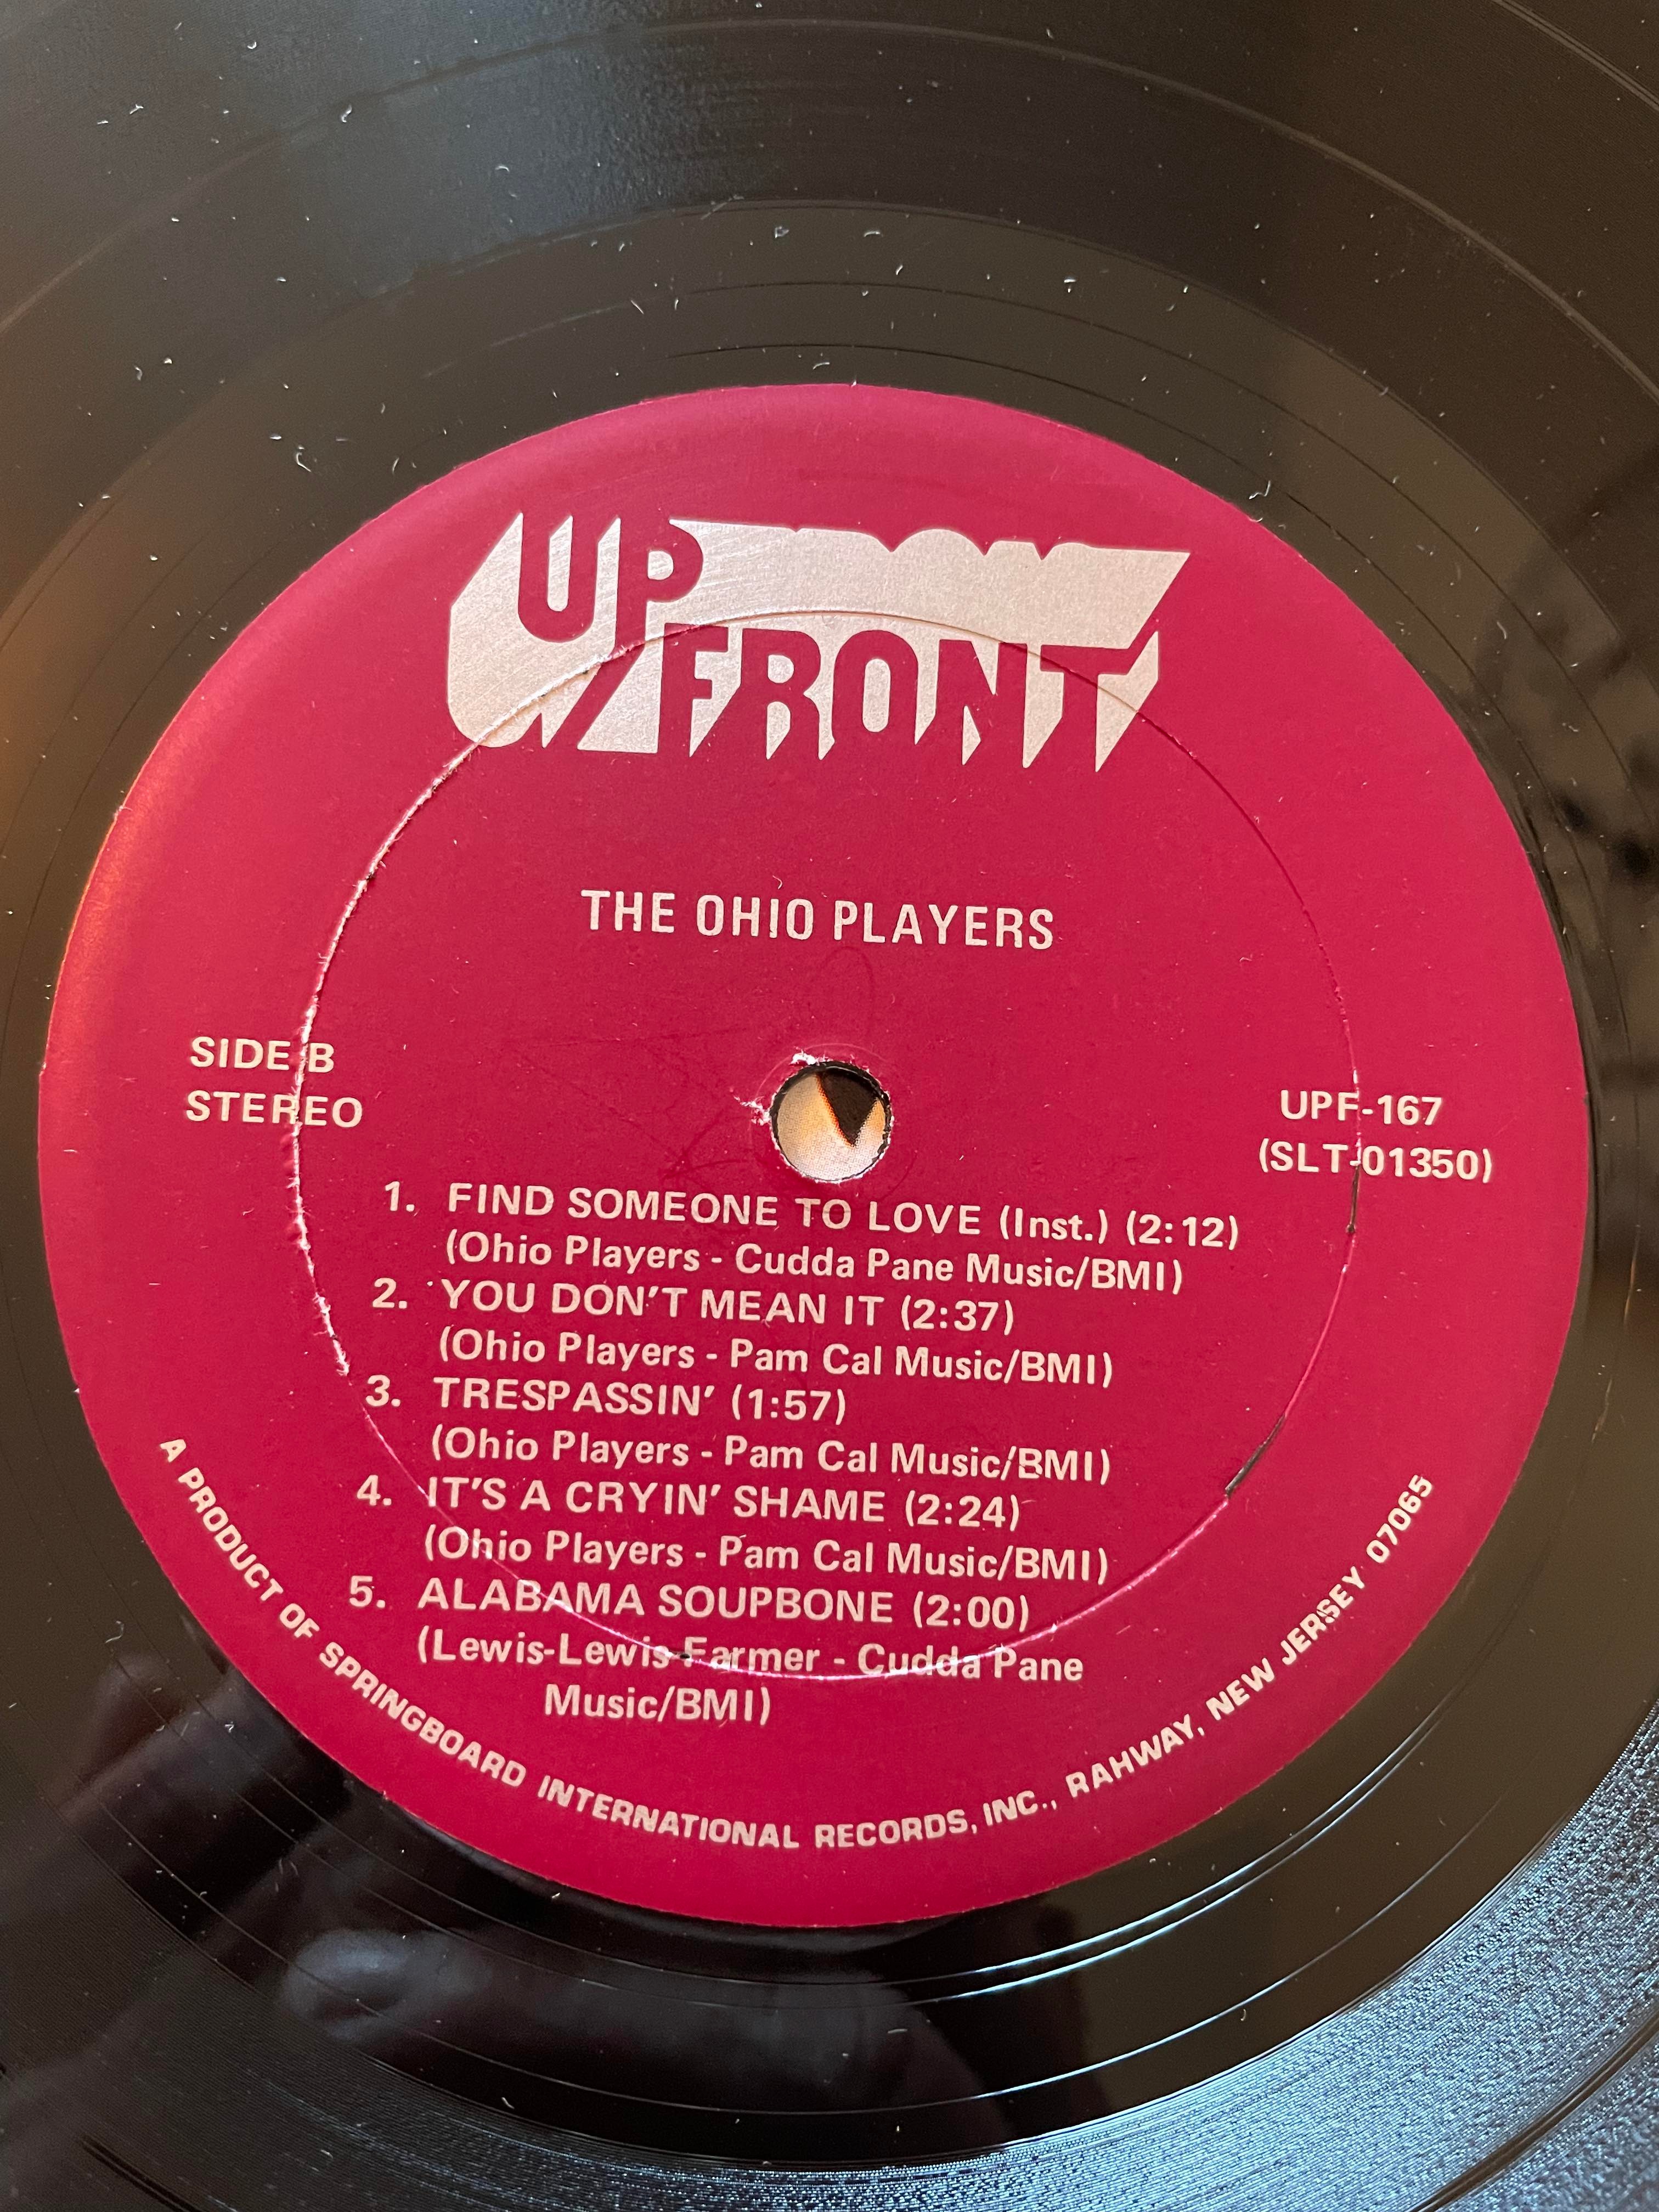 UP
FRONT
THE OHIO PLAYERS
SIDE B
STEREO
UPF-167
(SLT-01350)
1. FIND SOMEONE TO LOVE (Inst.) (2:12)
(Ohio Players - Cudda Pane Music/BMI)
2. YOU DON'T MEAN IT (2:37)
(Ohio Players - Pam Cal Music/BMI)
3. TRESPASSIN' (1:57)
(Ohio Players - Pam Cal Music/BMI)
4. IT'S A CRYIN' SHAME (2:24)
(Ohio Players - Pam Cal Music/BMI)
5. ALABAMA SOUPBONE (2:00)
(Lewis-Lewis-Farmer - Cudda Pane
Music/BMI)
A PRODUCT OF SPRINGBOARD INTERNATIONAL RECORDS, INC., RAHWAY, NEW JERSEY 07065